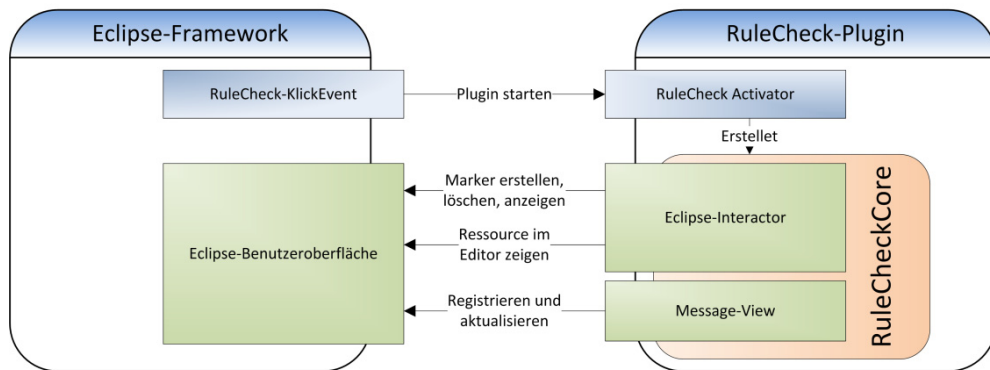 Eclipse-Framework
RuleCheck-Plugin
RuleCheck-KlickEvent
Plugin starten
RuleCheck Activator
Erstellet
Marker erstellen,
löschen, anzeigen
Eclipse-Interactor
Ressource im
Editor zeigen
Eclipse-Benutzeroberfläche
Registrieren und
aktualisieren
Message-View
RuleCheckCore